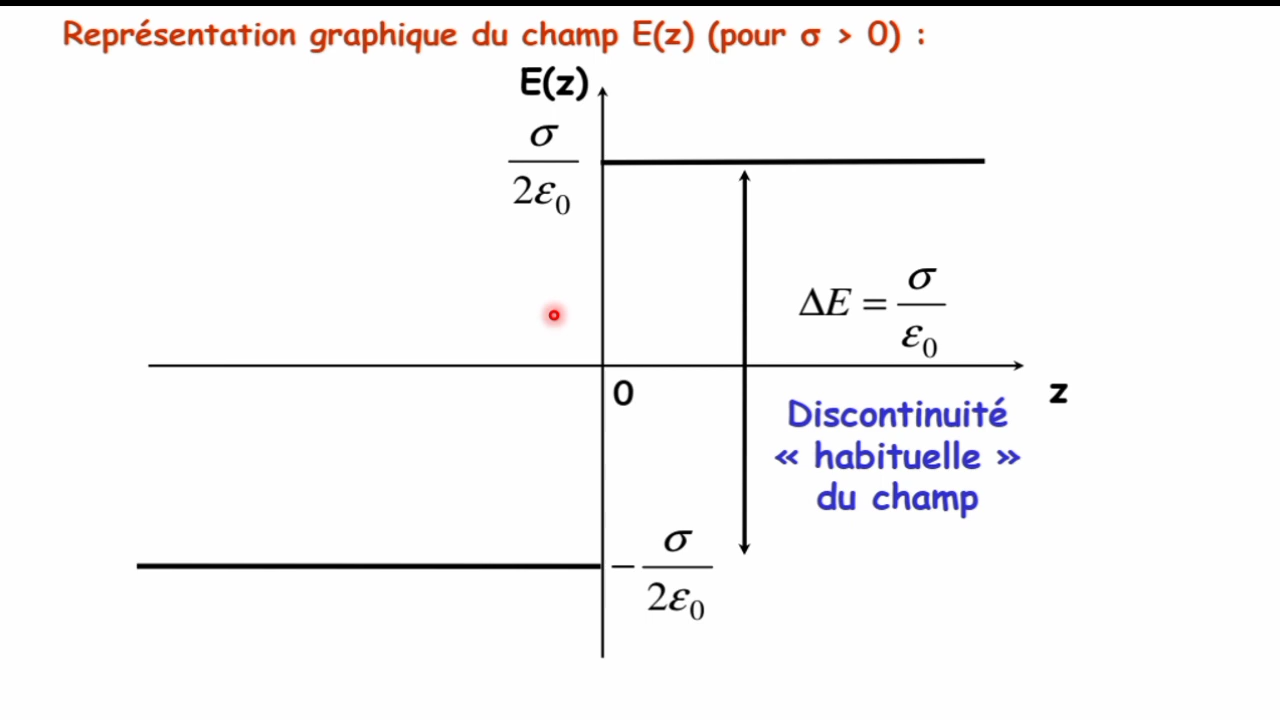 Représentation graphique du champ E(z) (pour σ > 0) :
E(z)
σ
2ε₀
ΔE = σ
ε₀
0
z
Discontinuité
« habituelle »
du champ
− σ
2ε₀